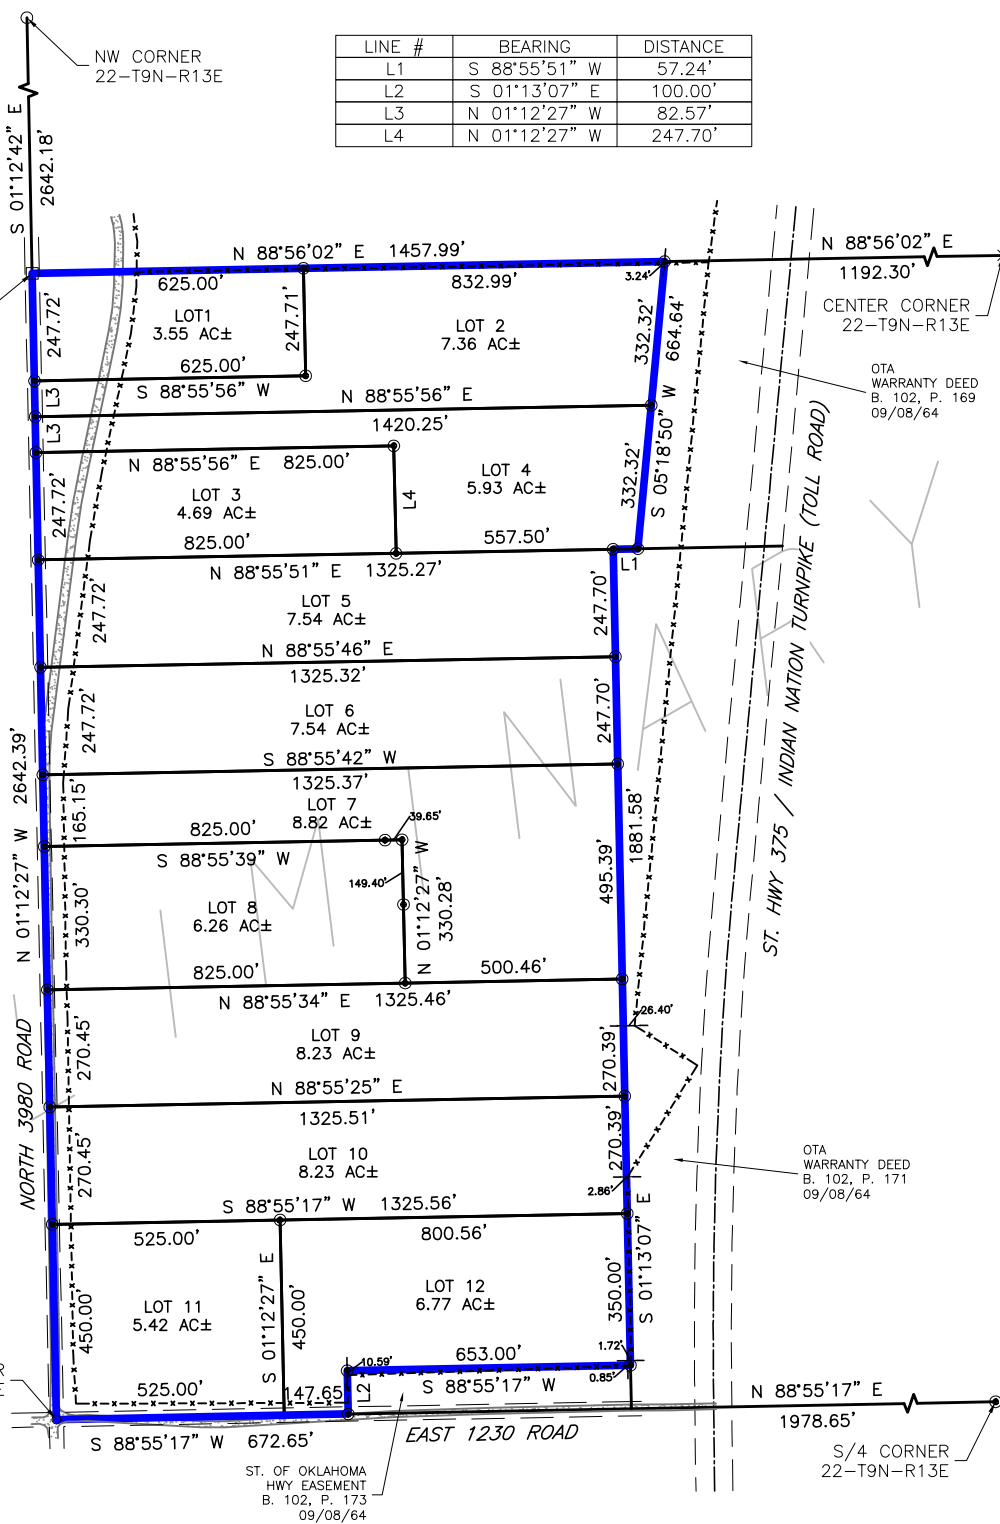 NW CORNER
22-T9N-R13E
LINE # BEARING DISTANCE
L1 S 88°55'51" W 57.24'
L2 S 01°13'07" E 100.00'
L3 N 01°12'27" W 82.57'
L4 N 01°12'27" W 247.70'
S 01°12'42" E
2642.18'
N 88°56'02" E 1457.99'
N 88°56'02" E
1192.30'
CENTER CORNER
22-T9N-R13E
625.00'
832.99'
3.24'
247.72'
LOT1
3.55 AC±
247.71'
LOT 2
7.36 AC±
332.32'
664.64'
625.00'
S 88°55'56" W
OTA
WARRANTY DEED
B. 102, P. 169
09/08/64
L3
N 88°55'56" E
1420.25'
L3
N 88°55'56" E 825.00'
S 05°18'50" W
332.32'
247.72'
LOT 3
4.69 AC±
L4
LOT 4
5.93 AC±
825.00'
557.50'
N 88°55'51" E 1325.27'
L1
247.72'
LOT 5
7.54 AC±
247.70'
N 88°55'46" E
1325.32'
247.72'
LOT 6
7.54 AC±
247.70'
S 88°55'42" W
1325.37'
ST. HWY 375 / INDIAN NATION TURNPIKE (TOLL ROAD)
IMINARY
N 01°12'27" W 2642.39'
165.15'
LOT 7
8.82 AC±
39.65'
825.00'
S 88°55'39" W
149.40'
N 01°12'27" W
330.28'
495.39'
1881.58'
330.30'
LOT 8
6.26 AC±
825.00'
500.46'
N 88°55'34" E 1325.46'
26.40'
NORTH 3980 ROAD
270.45'
LOT 9
8.23 AC±
270.39'
N 88°55'25" E
1325.51'
270.45'
LOT 10
8.23 AC±
270.39'
OTA
WARRANTY DEED
B. 102, P. 171
09/08/64
2.86'
S 88°55'17" W 1325.56'
525.00'
800.56'
S 01°13'07" E
450.00'
LOT 11
5.42 AC±
S 01°12'27" E
450.00'
LOT 12
6.77 AC±
350.00'
1.72'
0.85'
10.59'
653.00'
S 88°55'17" W
525.00'
147.65
L2
N 88°55'17" E
1978.65'
S 88°55'17" W 672.65'
EAST 1230 ROAD
S/4 CORNER
22-T9N-R13E
ST. OF OKLAHOMA
HWY EASEMENT
B. 102, P. 173
09/08/64